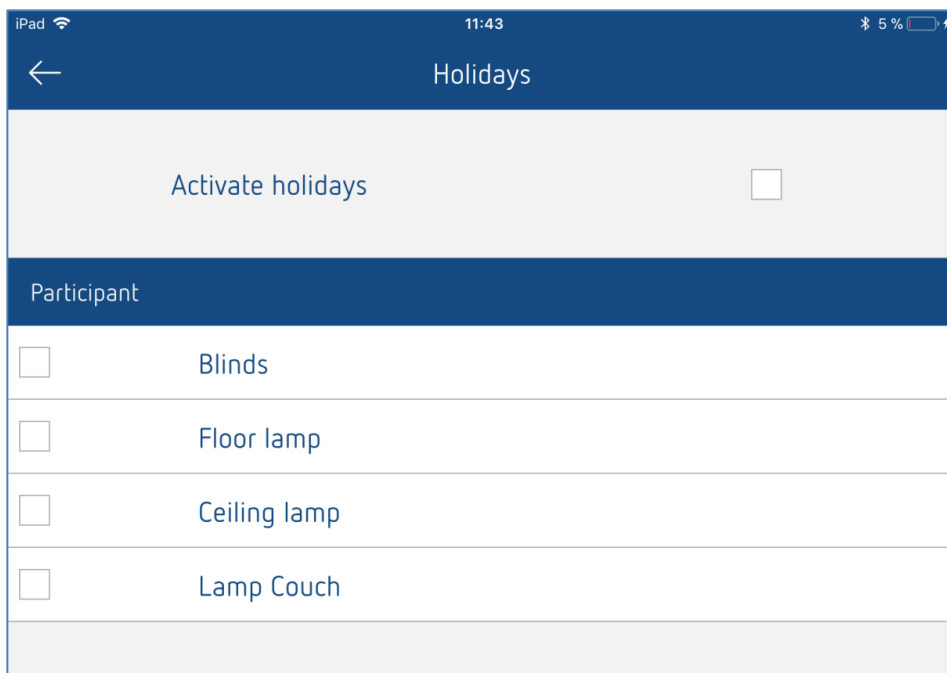 iPad 11:43 5 %
Holidays
Activate holidays
Participant
Blinds
Floor lamp
Ceiling lamp
Lamp Couch